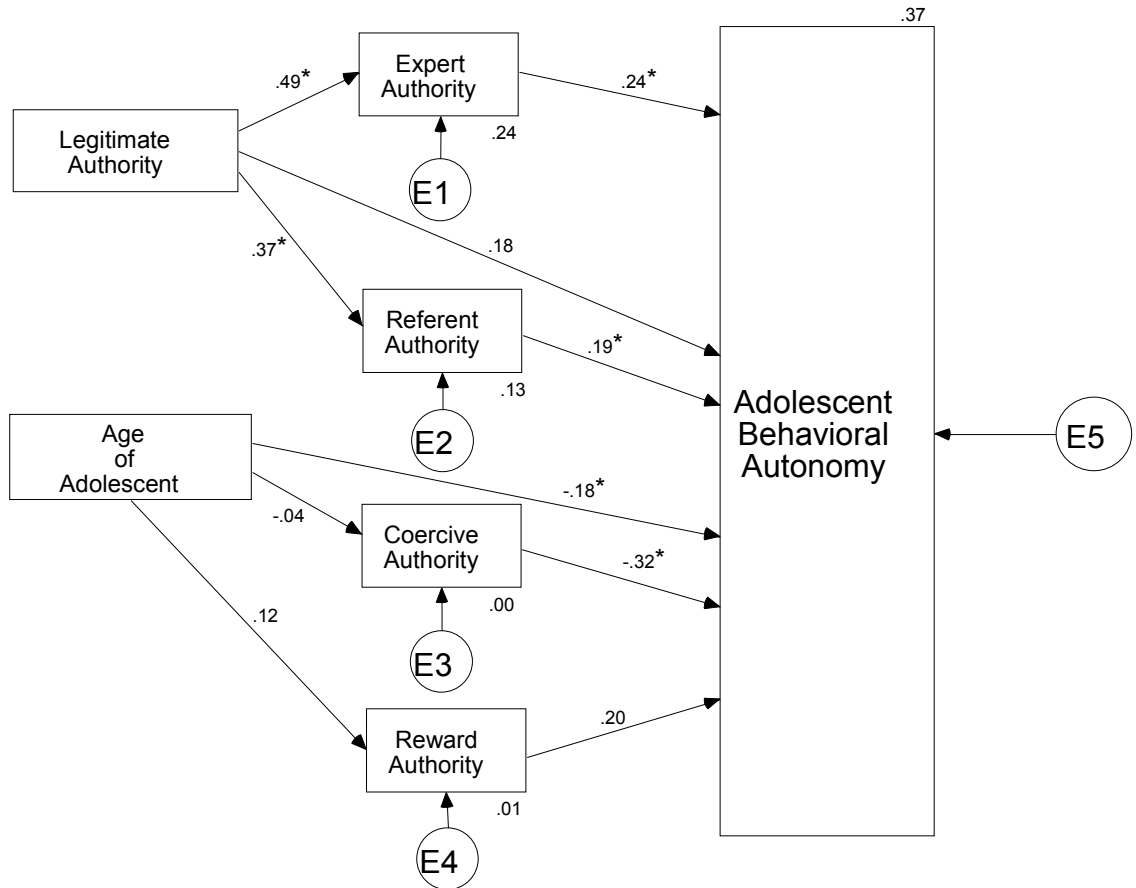 .37
Expert
Authority
.49*
.24*
.24
Legitimate
Authority
E1
.37*
.18
Referent
Authority
.19*
.13
E2
Adolescent
Behavioral
Autonomy
E5
Age
of
Adolescent
-.18*
-.04
Coercive
Authority
-.32*
.00
E3
.12
Reward
Authority
.20
.01
E4